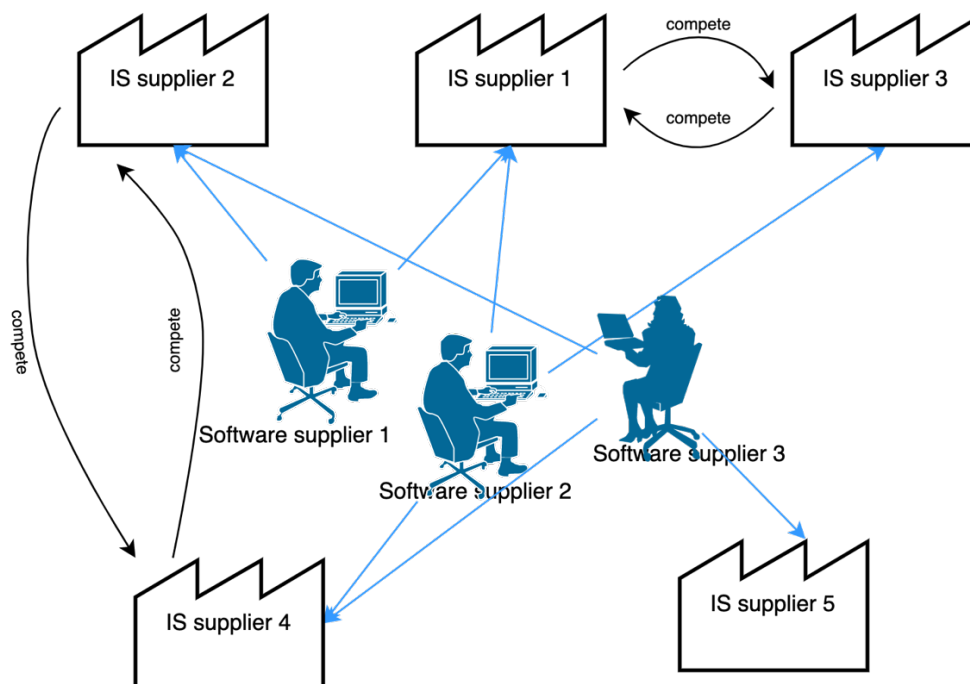 compete
IS supplier 2
IS supplier 1
IS supplier 3
compete
compete
compete
Software supplier 1
Software supplier 2
Software supplier 3
IS supplier 4
IS supplier 5